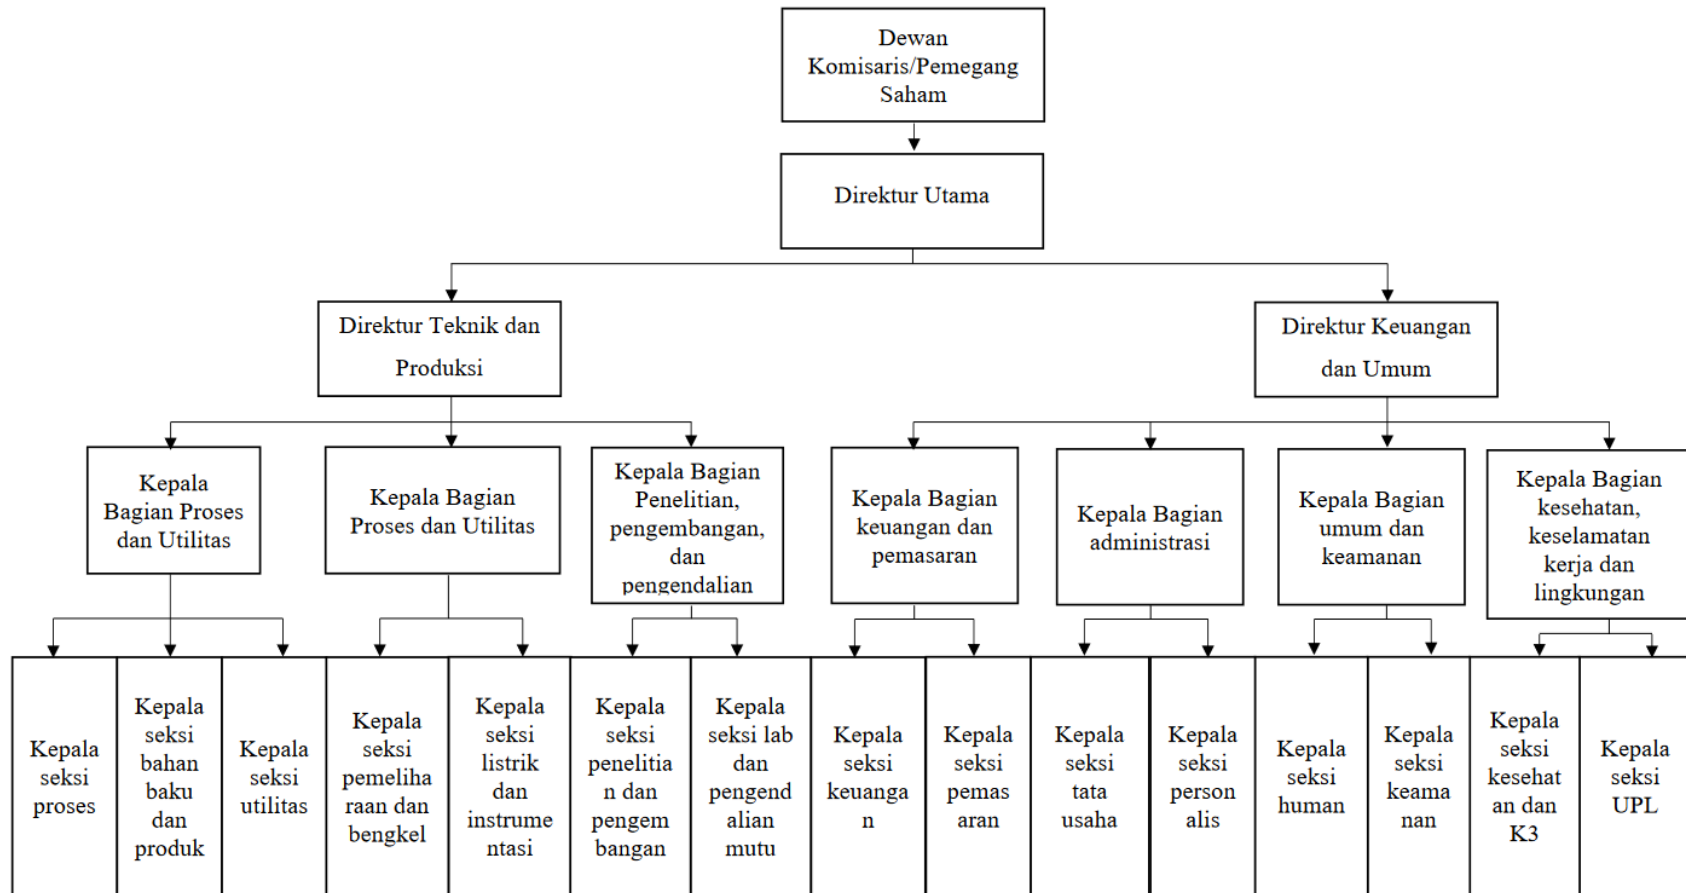 Dewan
Komisaris/Pemegang
Saham
Direktur Utama
Direktur Teknik dan
Produksi
Direktur Keuangan
dan Umum
Kepala
Bagian Proses
dan Utilitas
Kepala Bagian
Proses dan Utilitas
Kepala Bagian
Penelitian,
pengembangan,
dan
pengendalian
Kepala Bagian
keuangan dan
pemasaran
Kepala Bagian
administrasi
Kepala Bagian
umum dan
keamanan
Kepala Bagian
kesehatan,
keselamatan
kerja dan
lingkungan
Kepala
seksi
proses
Kepala
seksi
bahan
baku
dan
produk
Kepala
seksi
utilitas
Kepala
seksi
pemeliha
raan dan
bengkel
Kepala
seksi
listrik
dan
instrume
ntasi
Kepala
seksi
penelitia
n dan
pengem
bangan
Kepala
seksi lab
dan
pengend
alian
mutu
Kepala
seksi
keuanga
n
Kepala
seksi
pemas
aran
Kepala
seksi
tata
usaha
Kepala
seksi
person
alis
Kepala
seksi
human
Kepala
seksi
keama
nan
Kepala
seksi
kesehat
an dan
K3
Kepala
seksi
UPL